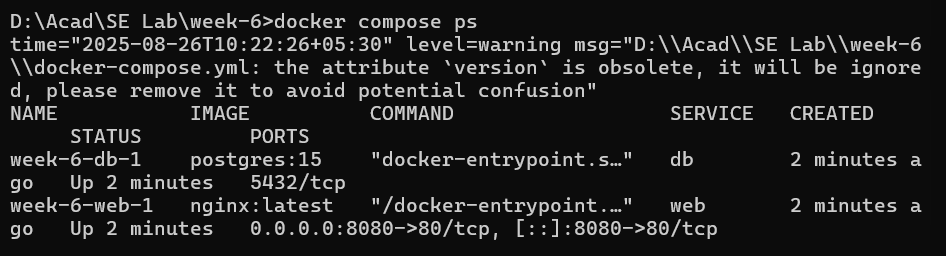 D:\Acad\SE Lab\week-6>docker compose ps
time="2025-08-26T10:22:26+05:30" level=warning msg="D:\\Acad\\SE Lab\\week-6
\\docker-compose.yml: the attribute `version` is obsolete, it will be ignore
d, please remove it to avoid potential confusion"
NAME           IMAGE          COMMAND                  SERVICE   CREATED
     STATUS         PORTS
week-6-db-1    postgres:15    "docker-entrypoint.s…"   db        2 minutes a
go   Up 2 minutes   5432/tcp
week-6-web-1   nginx:latest   "/docker-entrypoint.…"   web       2 minutes a
go   Up 2 minutes   0.0.0.0:8080->80/tcp, [::]:8080->80/tcp